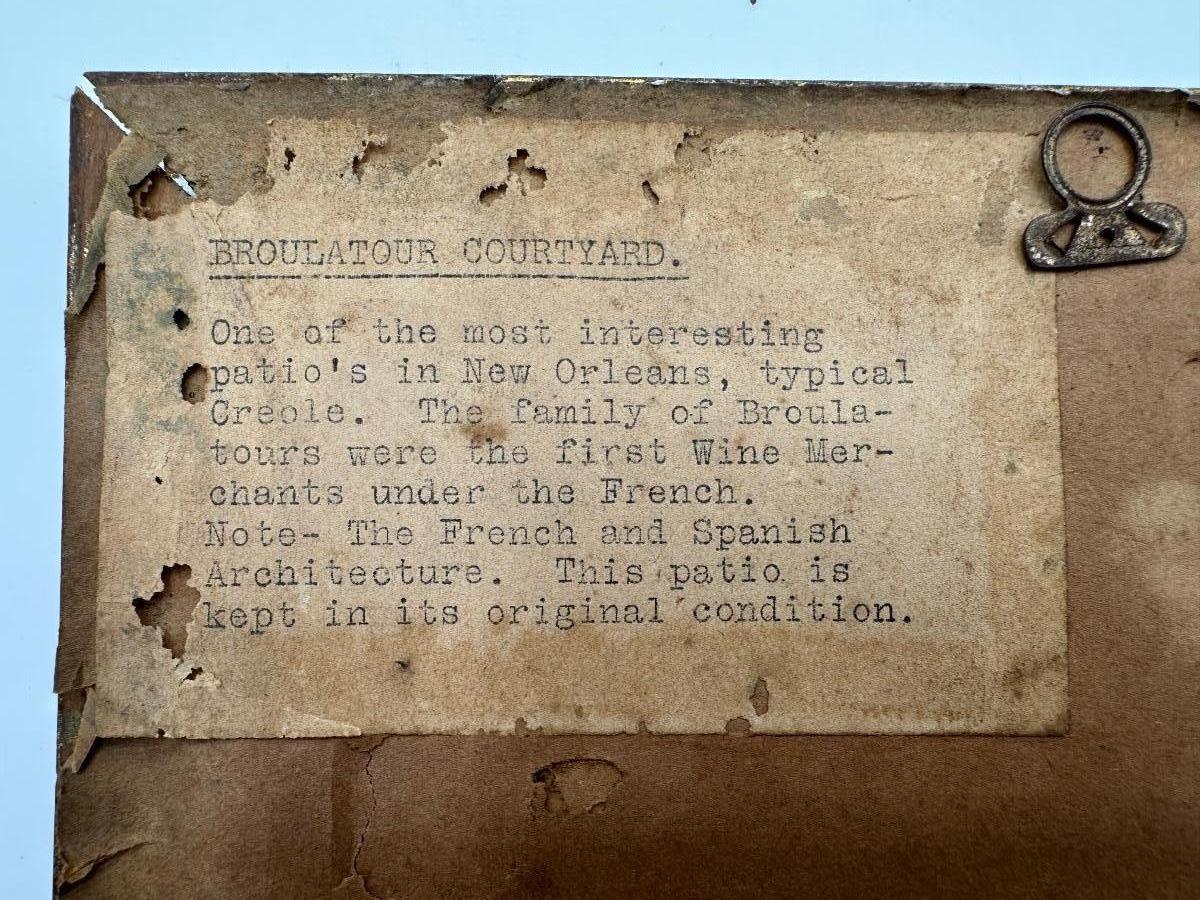 BROULATOUR COURTYARD.
One of the most interesting
patio's in New Orleans, typical
Creole. The family of Broula-
tours were the first Wine Mer-
chants under the French.
Note- The French and Spanish
Architecture. This patio is
kept in its original condition.